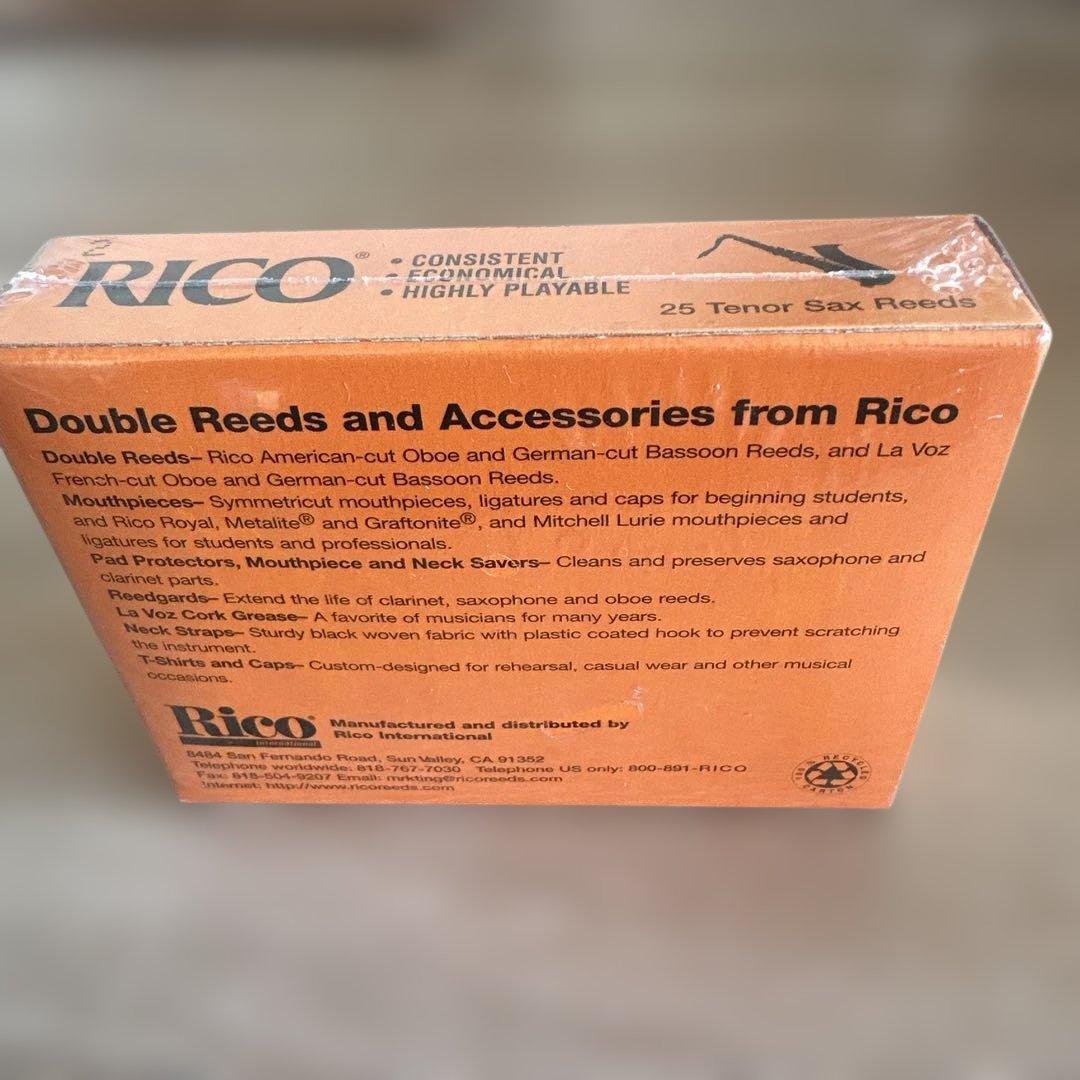 RICO®
• CONSISTENT
• ECONOMICAL
• HIGHLY PLAYABLE
25 Tenor Sax Reeds
Double Reeds and Accessories from Rico
Double Reeds– Rico American-cut Oboe and German-cut Bassoon Reeds, and La Voz
French-cut Oboe and German-cut Bassoon Reeds.
Mouthpieces– Symmetricut mouthpieces, ligatures and caps for beginning students,
and Rico Royal, Metalite® and Graftonite®, and Mitchell Lurie mouthpieces and
ligatures for students and professionals.
Pad Protectors, Mouthpiece and Neck Savers– Cleans and preserves saxophone and
clarinet parts.
Reedgards– Extend the life of clarinet, saxophone and oboe reeds.
La Voz Cork Grease– A favorite of musicians for many years.
Neck Straps– Sturdy black woven fabric with plastic coated hook to prevent scratching
the instrument.
T-Shirts and Caps– Custom-designed for rehearsal, casual wear and other musical
occasions.
Rico®
International
Manufactured and distributed by
Rico International
8484 San Fernando Road, Sun Valley, CA 91352
Telephone worldwide: 818-767-7030 Telephone US only: 800-891-RICO
Fax: 818-504-9207 Email: mrkting@ricoreeds.com
Internet: http://www.ricoreeds.com
100% RECYCLED
CARTON